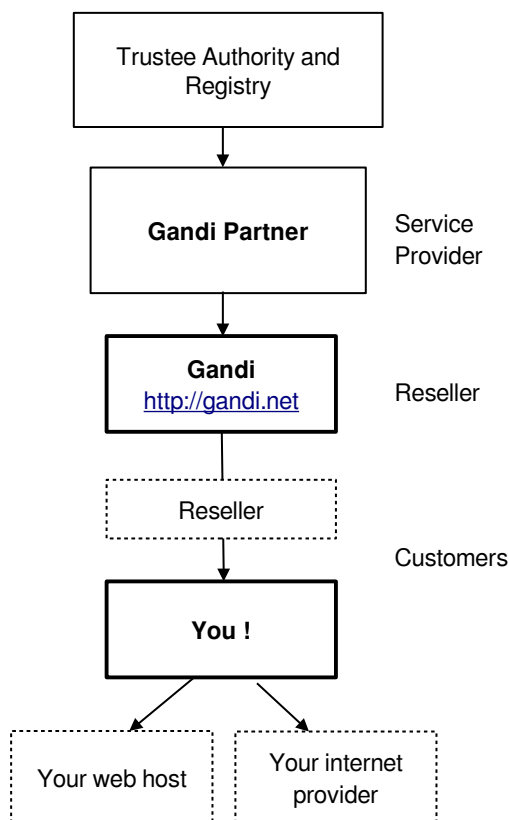 Trustee Authority and
Registry
Gandi Partner
Service
Provider
Gandi
http://gandi.net
Reseller
Reseller
Customers
You !
Your web host
Your internet
provider